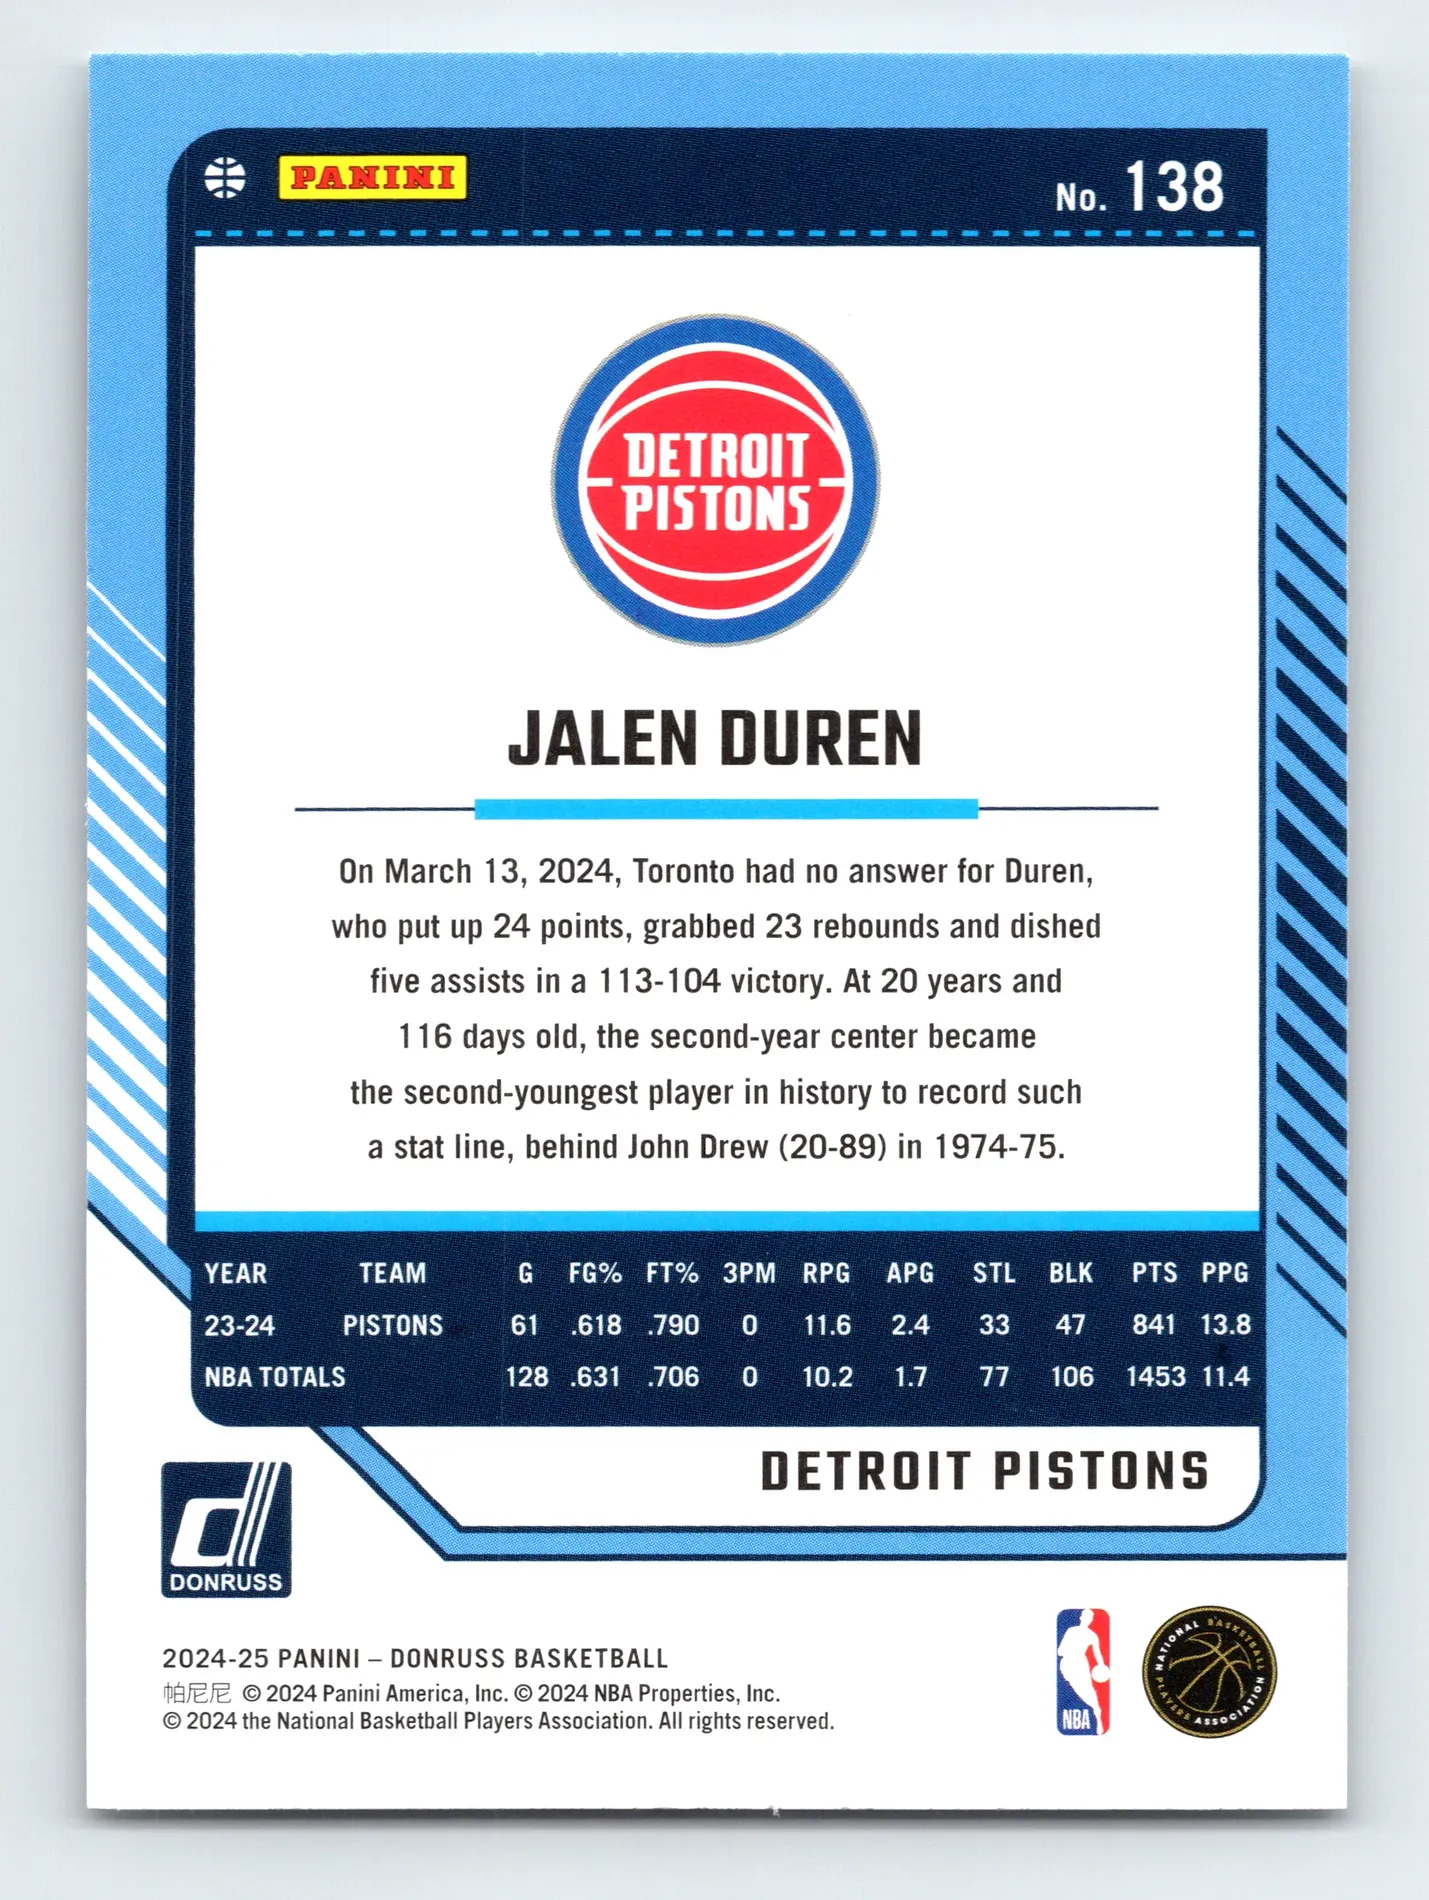 PANINI
No. 138
DETROIT
PISTONS
JALEN DUREN
On March 13, 2024, Toronto had no answer for Duren,
who put up 24 points, grabbed 23 rebounds and dished
five assists in a 113-104 victory. At 20 years and
116 days old, the second-year center became
the second-youngest player in history to record such
a stat line, behind John Drew (20-89) in 1974-75.
YEAR TEAM G FG% FT% 3PM RPG APG STL BLK PTS PPG
23-24 PISTONS 61 .618 .790 0 11.6 2.4 33 47 841 13.8
NBA TOTALS 128 .631 .706 0 10.2 1.7 77 106 1453 11.4
DETROIT PISTONS
d
DONRUSS
2024-25 PANINI – DONRUSS BASKETBALL
帕尼尼 © 2024 Panini America, Inc. © 2024 NBA Properties, Inc.
© 2024 the National Basketball Players Association. All rights reserved.
NBA
NATIONAL BASKETBALL
PLAYERS ASSOCIATION